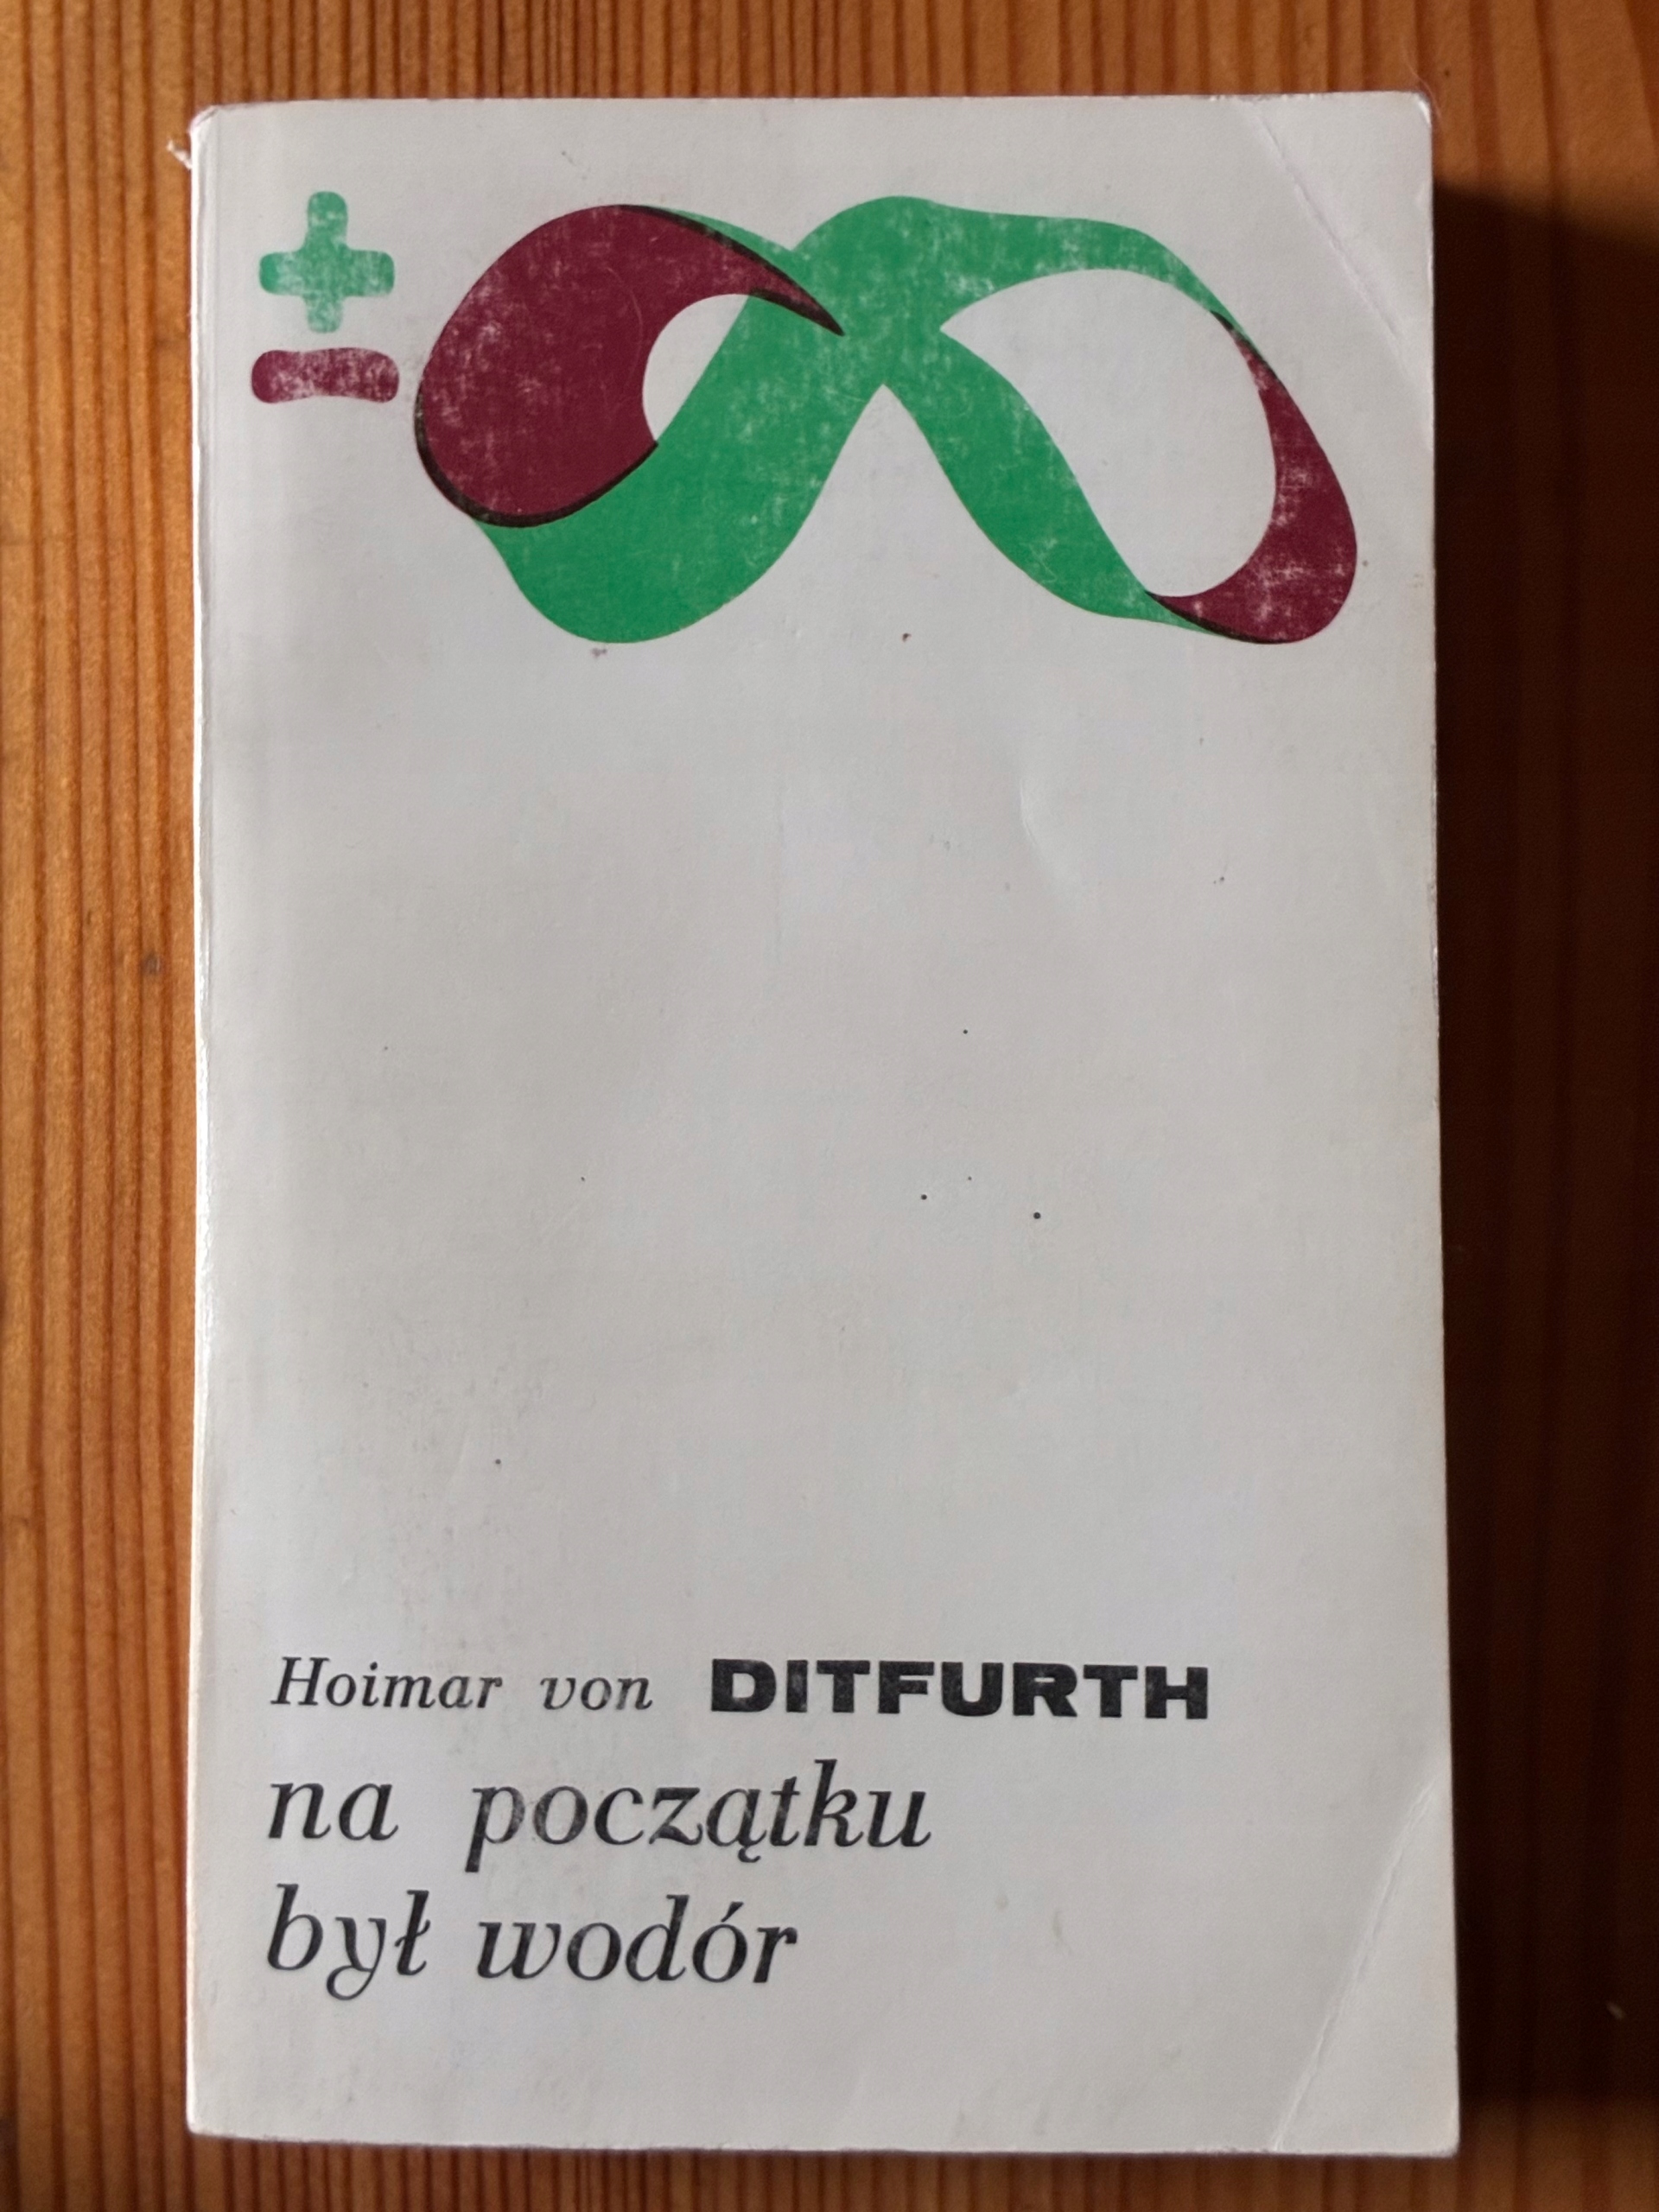 ±
Hoimar von DITFURTH
na początku
był wodór